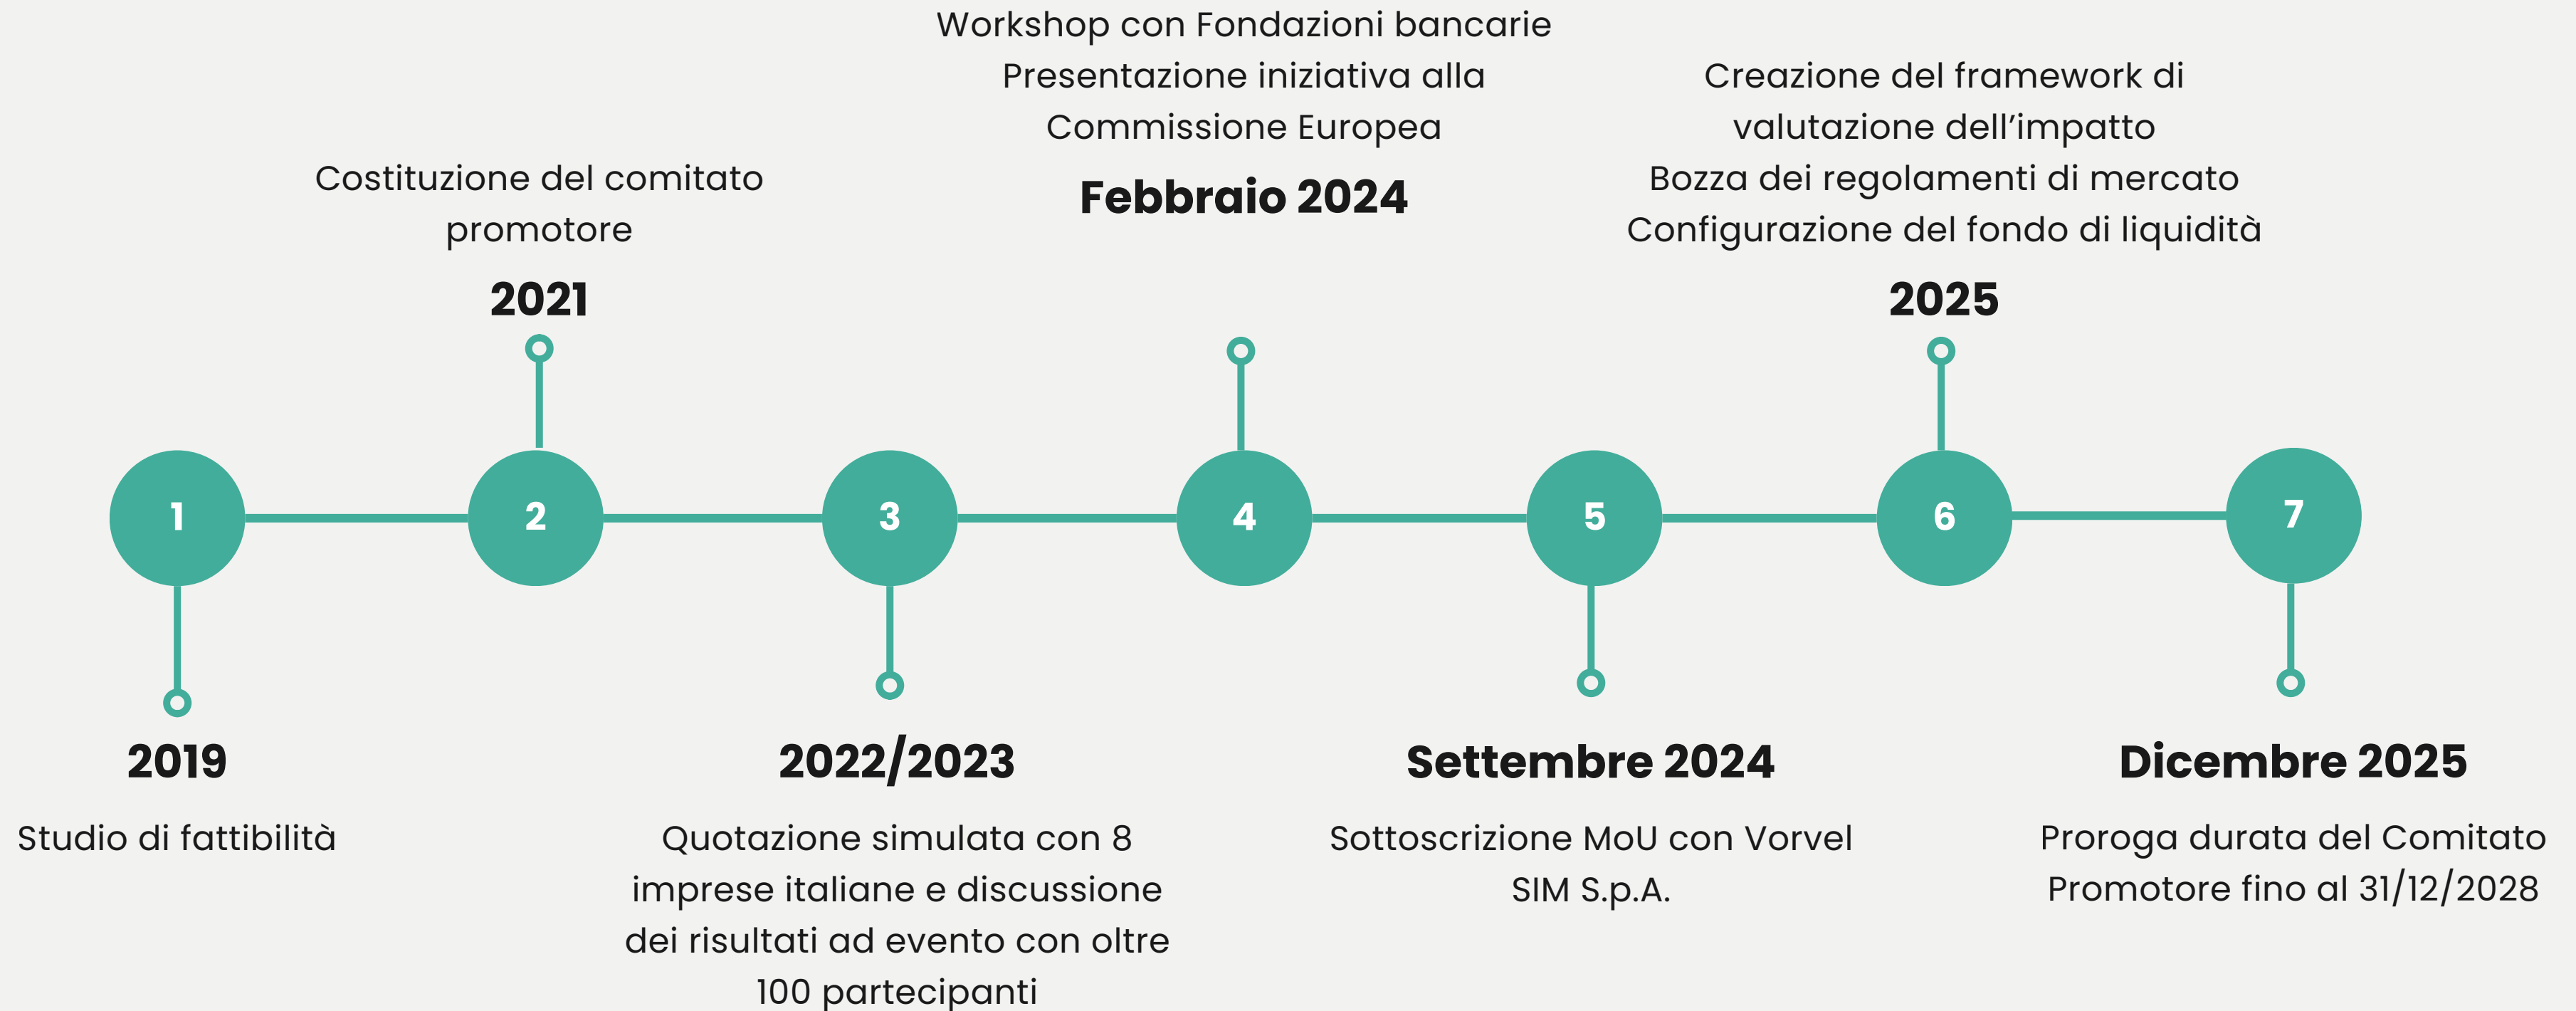 1
2019
Studio di fattibilità
Costituzione del comitato
promotore
2021
2
3
2022/2023
Quotazione simulata con 8
imprese italiane e discussione
dei risultati ad evento con oltre
100 partecipanti
Workshop con Fondazioni bancarie
Presentazione iniziativa alla
Commissione Europea
Febbraio 2024
4
5
Settembre 2024
Sottoscrizione MoU con Vorvel
SIM S.p.A.
Creazione del framework di
valutazione dell’impatto
Bozza dei regolamenti di mercato
Configurazione del fondo di liquidità
2025
6
7
Dicembre 2025
Proroga durata del Comitato
Promotore fino al 31/12/2028